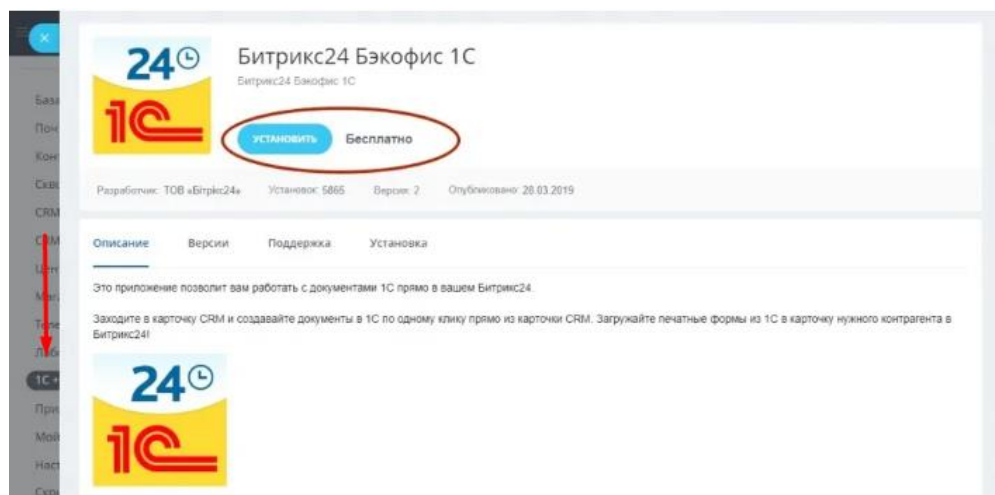 24
1С
Битрикс24 Бэкофис 1С
Битрикс24 Бэкофис 1С
УСТАНОВИТЬ
Бесплатно
Разработчик: ТОВ «Бітрікс24» Установок: 5865 Версия: 2 Опубликовано: 28.03.2019
Описание Версии Поддержка Установка
Это приложение позволит вам работать с документами 1С прямо в вашем Битрикс24.
Заходите в карточку CRM и создавайте документы в 1С по одному клику прямо из карточки CRM. Загружайте печатные формы из 1С в карточку нужного контрагента в
Битрикс24!
24
1С
CRM
1С +